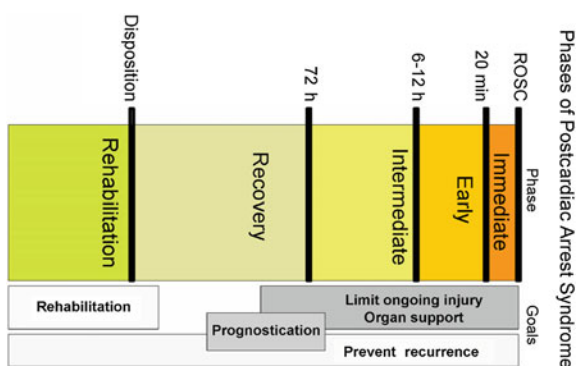 Phases of Postcardiac Arrest Syndrome
Phase
Goals
ROSC
Immediate
20 min
Early
6-12 h
Intermediate
72 h
Recovery
Disposition
Rehabilitation
Limit ongoing injury
Organ support
Prognostication
Rehabilitation
Prevent recurrence